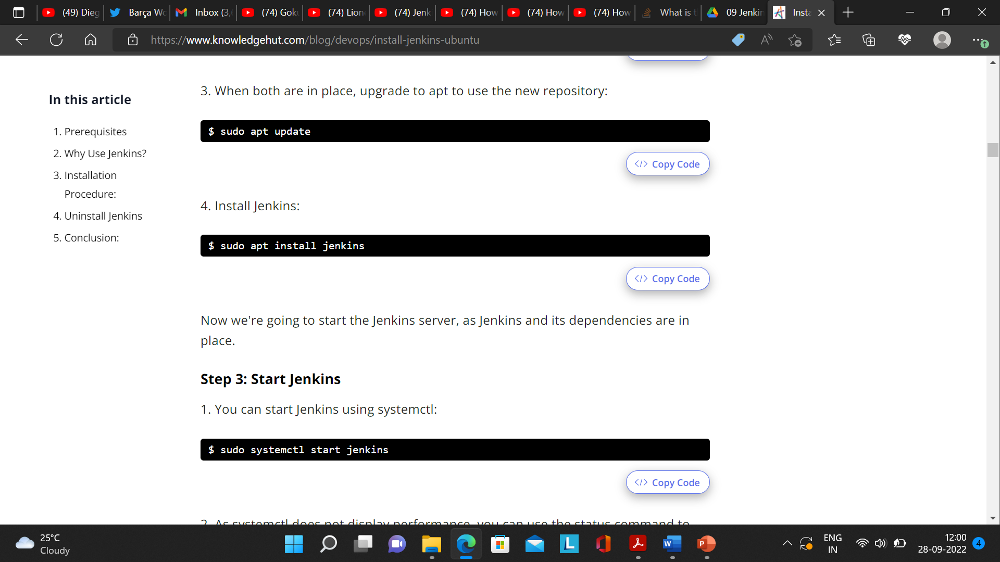 (49) Dieg
Barça Wo
Inbox (3,
(74) Goku
(74) Lion
(74) Jenk
(74) How
(74) How
(74) How
What is t
09 Jenkin
Insta
https://www.knowledgehut.com/blog/devops/install-jenkins-ubuntu
In this article
1. Prerequisites
2. Why Use Jenkins?
3. Installation
Procedure:
4. Uninstall Jenkins
5. Conclusion:
3. When both are in place, upgrade to apt to use the new repository:
$ sudo apt update
</> Copy Code
4. Install Jenkins:
$ sudo apt install jenkins
</> Copy Code
Now we're going to start the Jenkins server, as Jenkins and its dependencies are in
place.
Step 3: Start Jenkins
1. You can start Jenkins using systemctl:
$ sudo systemctl start jenkins
</> Copy Code
2. As systemctl does not display performance, you can use the status command to
25°C
Cloudy
ENG
IN
12:00
28-09-2022
4